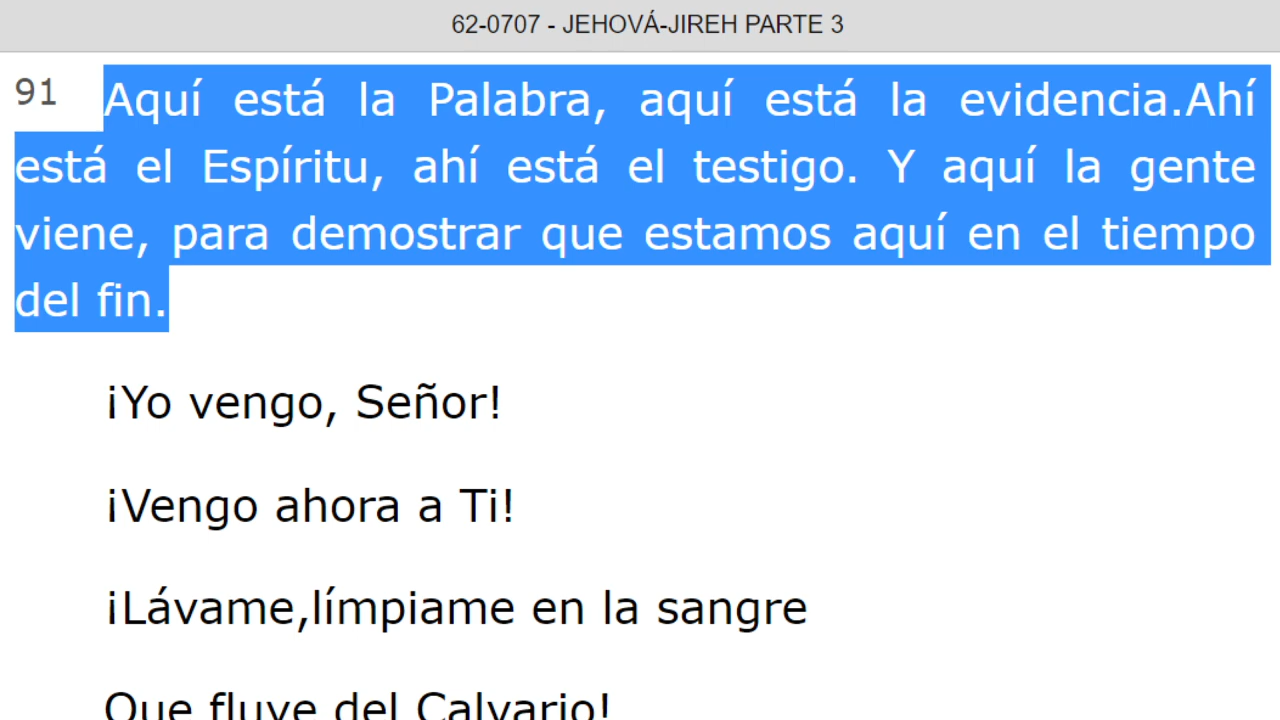 62-0707 - JEHOVÁ-JIREH PARTE 3
91 Aquí está la Palabra, aquí está la evidencia.Ahí
está el Espíritu, ahí está el testigo. Y aquí la gente
viene, para demostrar que estamos aquí en el tiempo
del fin.
¡Yo vengo, Señor!
¡Vengo ahora a Ti!
¡Lávame,límpiame en la sangre
Que fluye del Calvario!